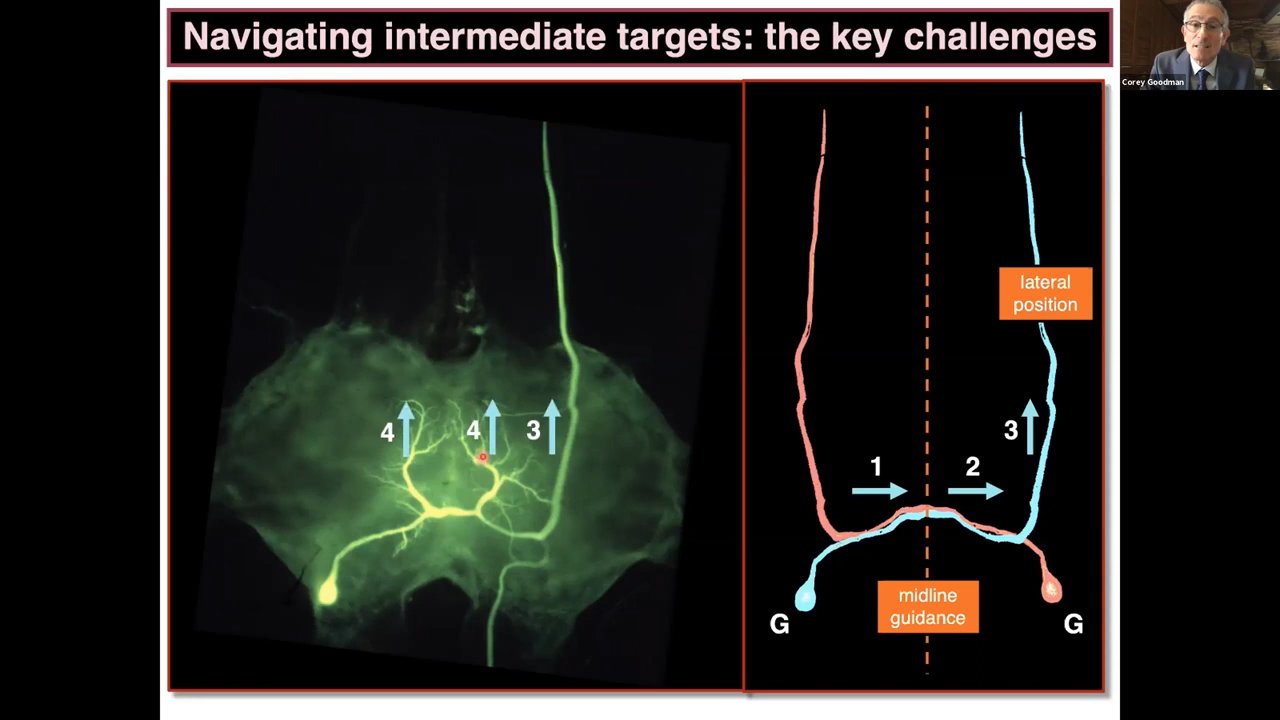 Navigating intermediate targets: the key challenges
Corey Goodman
4
4
3
lateral
position
3
1
2
midline
guidance
G
G